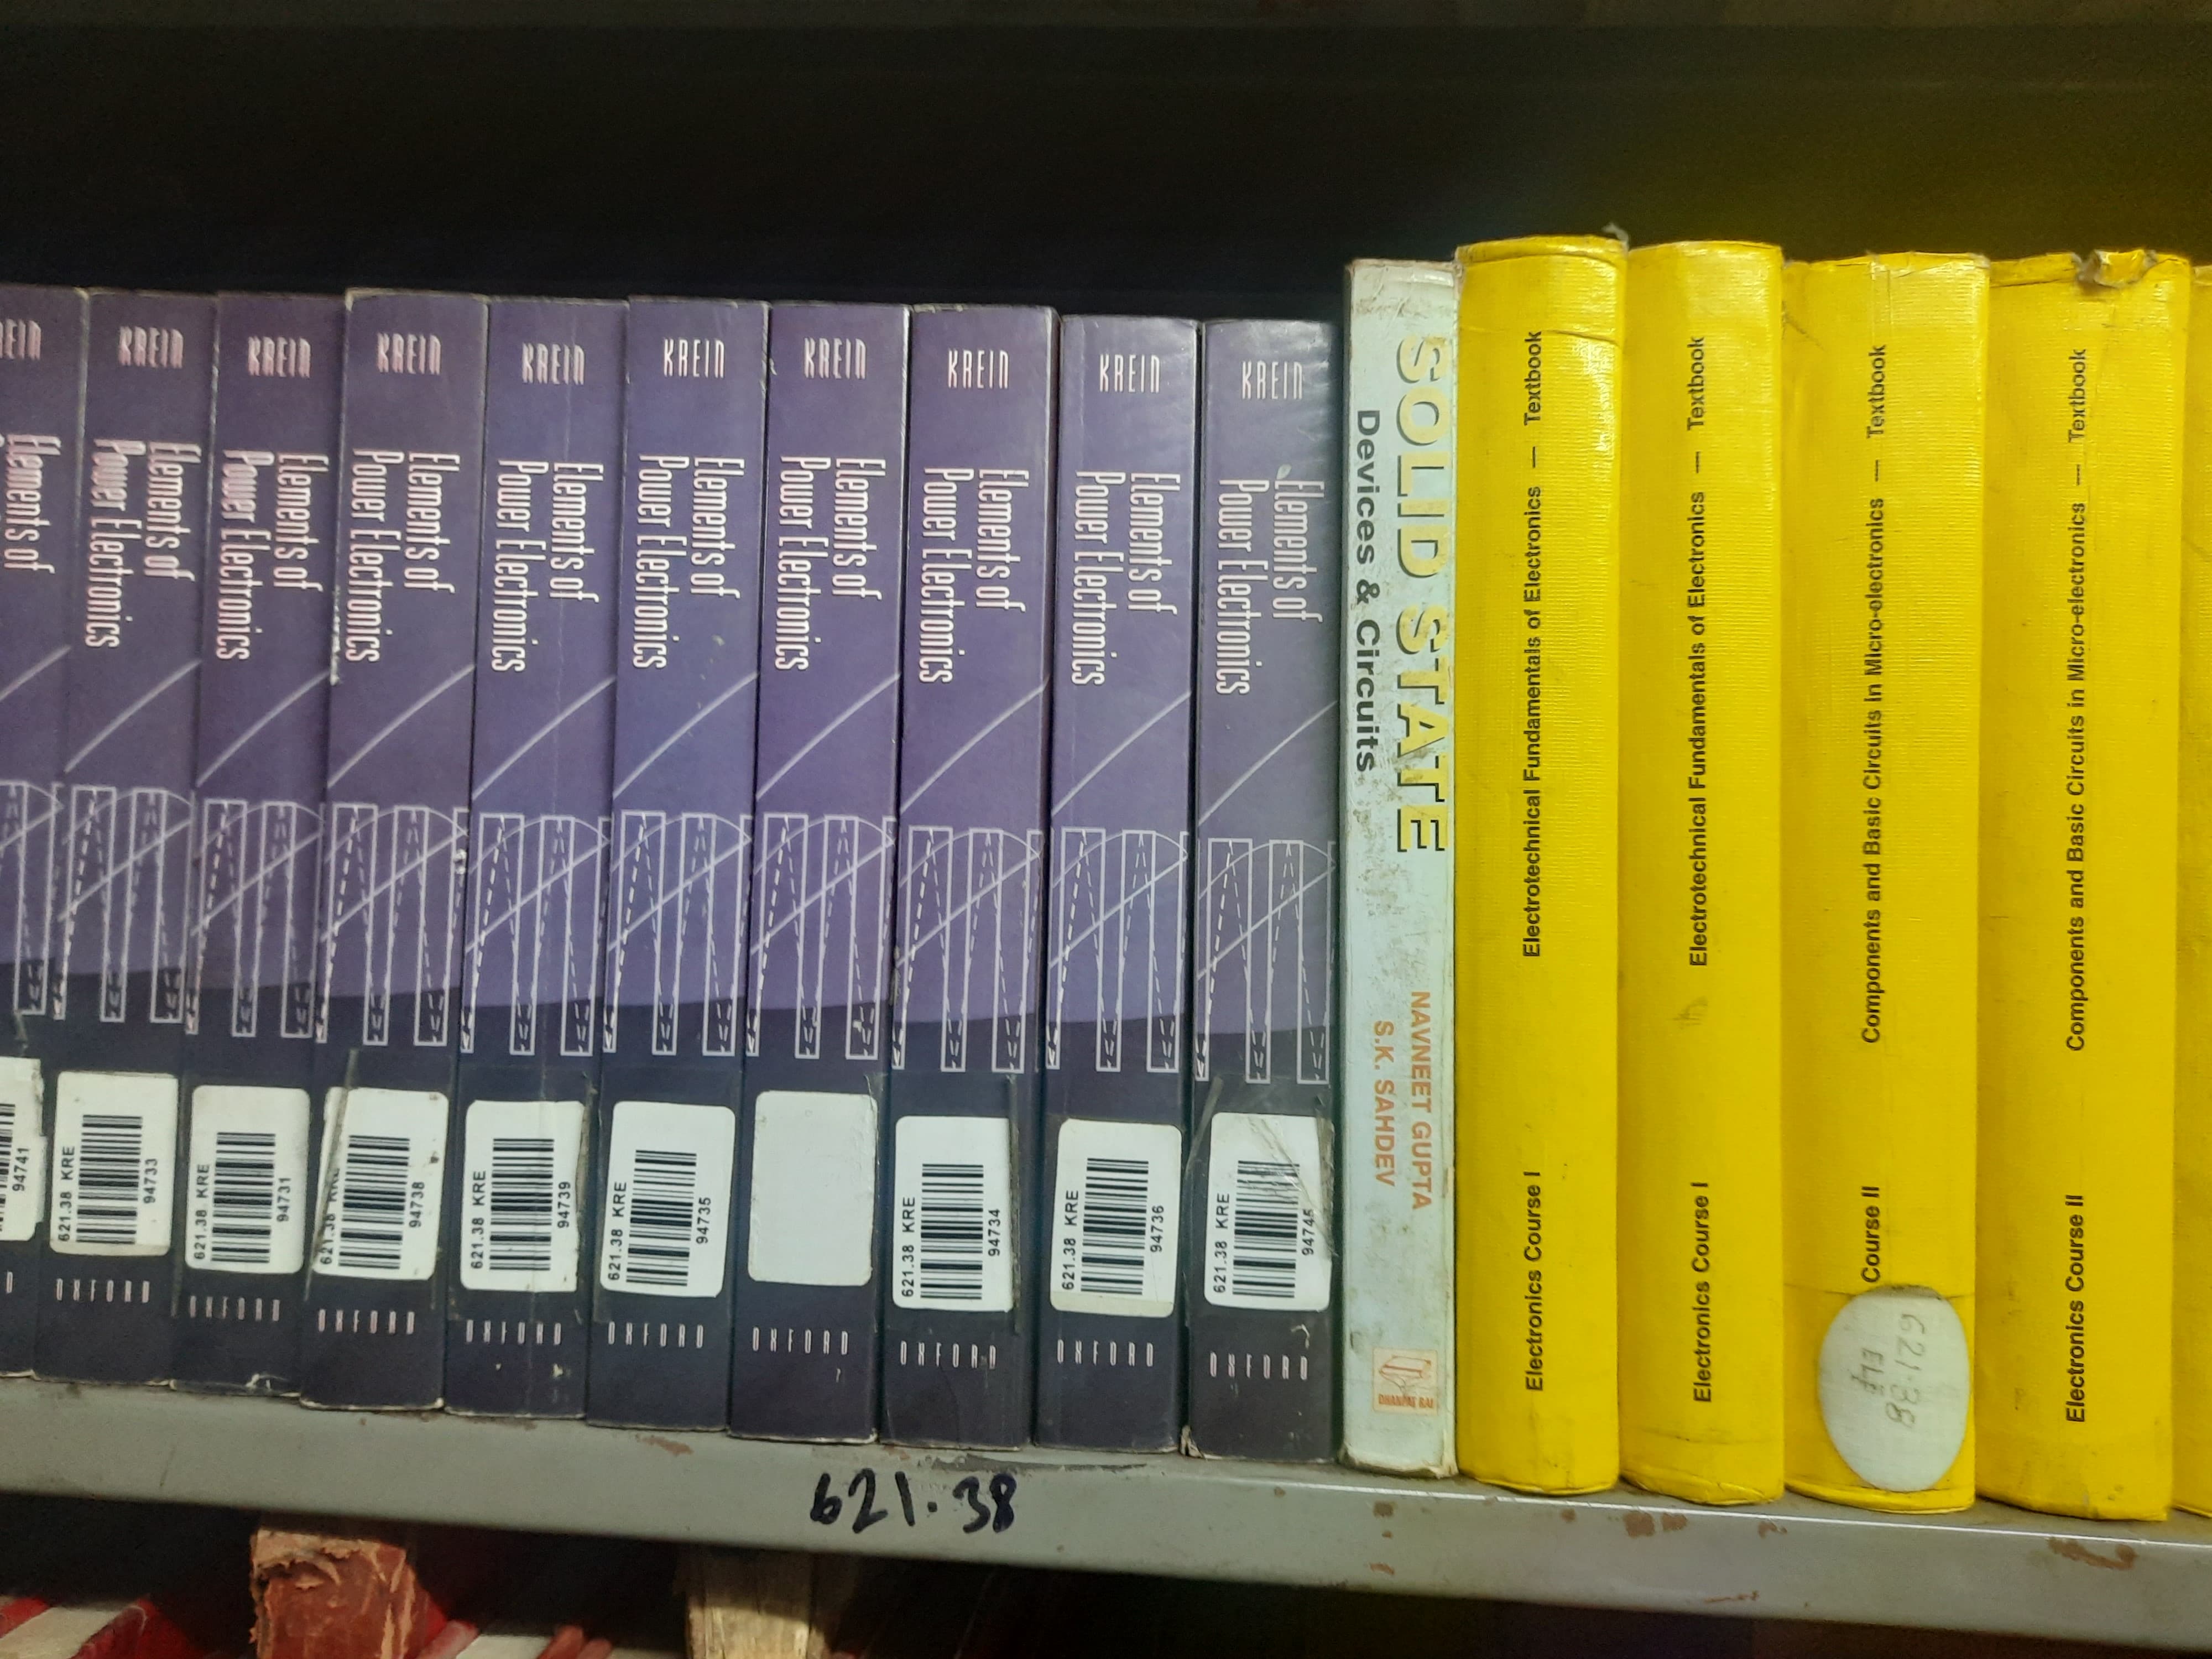 KREIN
Elements of
621.38 KRE
94733
OXFORD
KREIN
Elements of
Power Electronics
94741
KREIN
Elements of
Power Electronics
621.38 KRE
94731
OXFORD
KREIN
Elements of
Power Electronics
94738
OXFORD
KREIN
Elements of
Power Electronics
621.38 KRE
94739
OXFORD
KREIN
Elements of
Power Electronics
621.38 KRE
94735
OXFORD
KREIN
Elements of
Power Electronics
OXFORD
KREIN
Elements of
Power Electronics
621.38 KRE
94734
OXFORD
KREIN
Elements of
Power Electronics
621.38 KRE
94736
OXFORD
KREIN
Elements of
Power Electronics
621.38 KRE
OXFORD
SOLID STATE
Devices & Circuits
NAVNEET GUPTA
S.K. SAHDEV
DHANPAT RAI
Electronics Course I
Electrotechnical Fundamentals of Electronics — Textbook
Electronics Course I
Electrotechnical Fundamentals of Electronics — Textbook
Course II
Components and Basic Circuits in Micro-electronics — Textbook
621.38
Electronics Course II
Components and Basic Circuits in Micro-electronics — Textbook
621.38